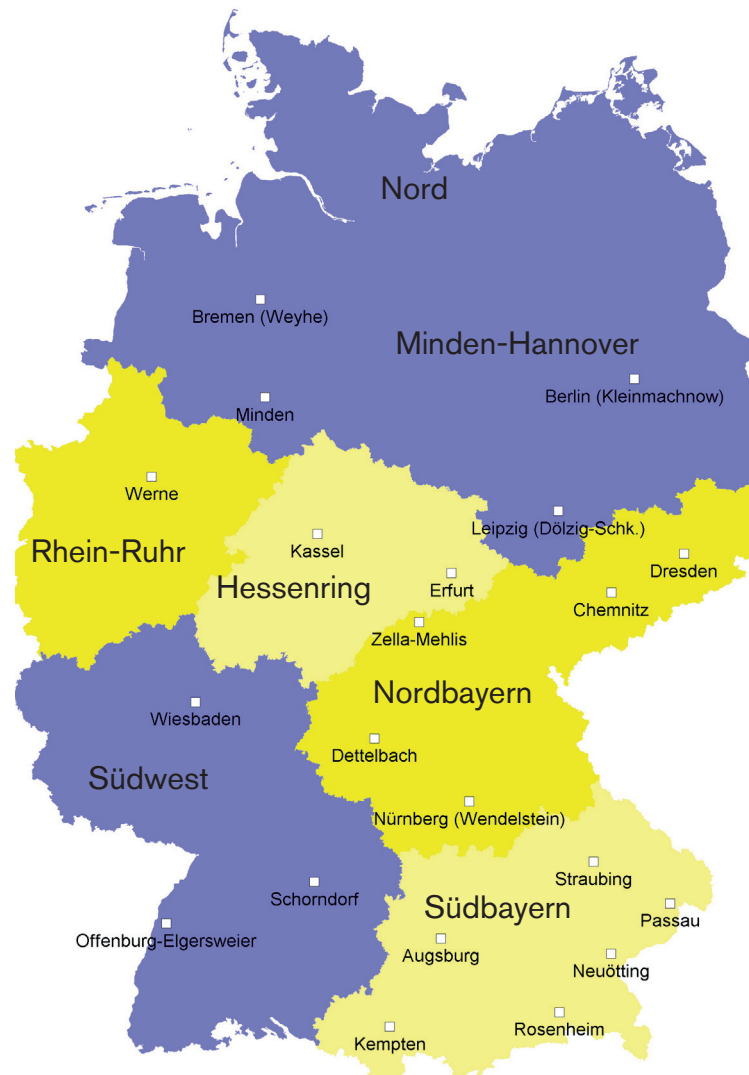 Nord
Bremen (Weyhe)
Minden-Hannover
Berlin (Kleinmachnow)
Minden
Werne
Leipzig (Dölzig-Schk.)
Rhein-Ruhr
Kassel
Dresden
Hessenring
Erfurt
Chemnitz
Zella-Mehlis
Nordbayern
Wiesbaden
Dettelbach
Südwest
Nürnberg (Wendelstein)
Straubing
Schorndorf
Südbayern
Passau
Offenburg-Elgersweier
Augsburg
Neuötting
Rosenheim
Kempten